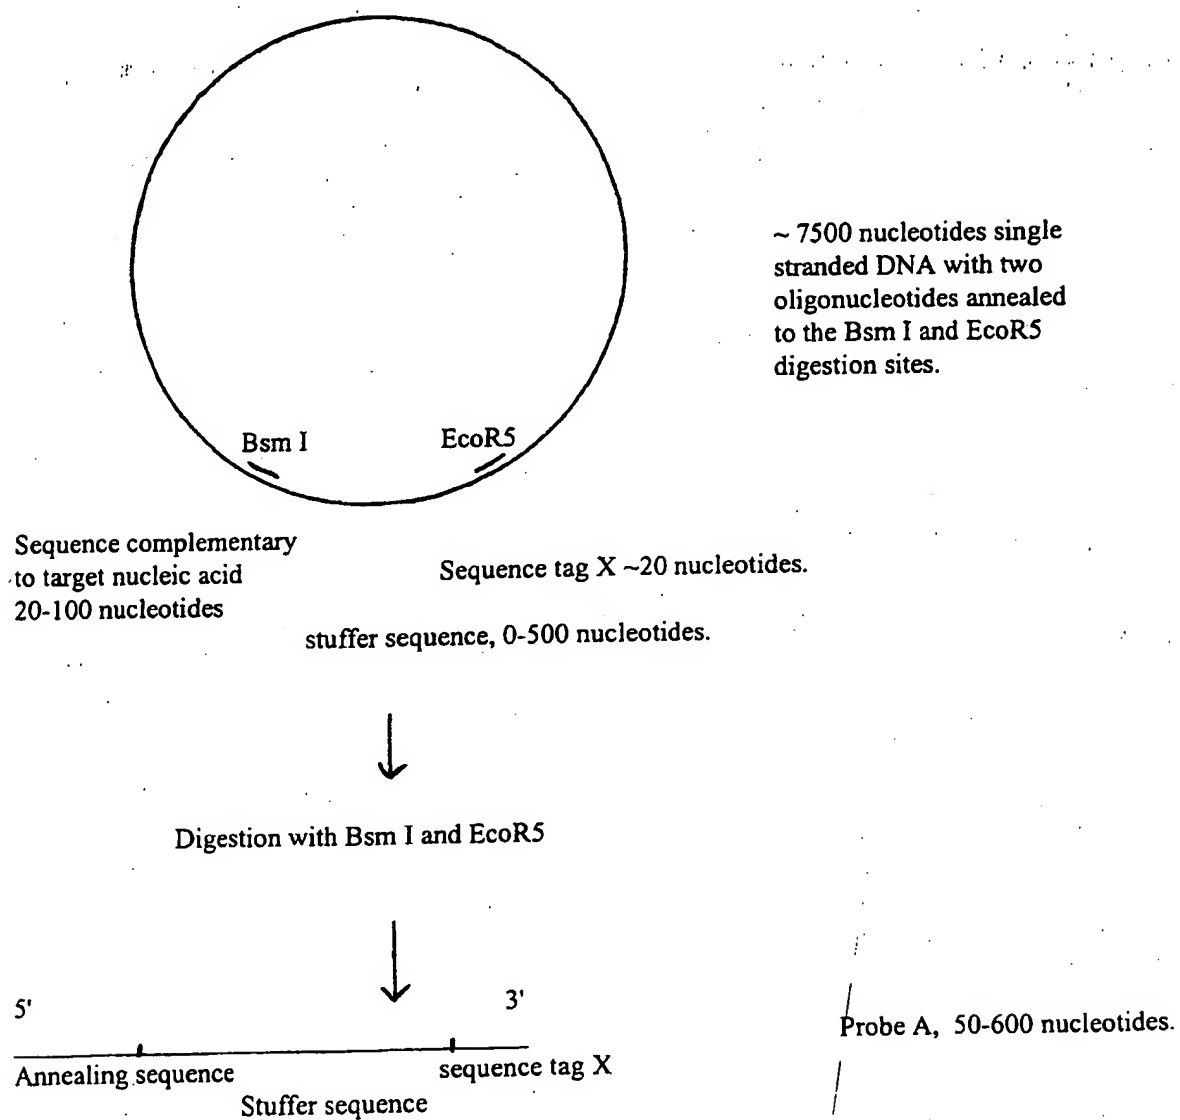 ~ 7500 nucleotides single
stranded DNA with two
oligonucleotides annealed
to the Bsm I and EcoR5
digestion sites.
Bsm I
EcoR5
Sequence complementary
to target nucleic acid
20-100 nucleotides
Sequence tag X ~20 nucleotides.
stuffer sequence, 0-500 nucleotides.
Digestion with Bsm I and EcoR5
5'
3'
Probe A, 50-600 nucleotides.
Annealing sequence
sequence tag X
Stuffer sequence